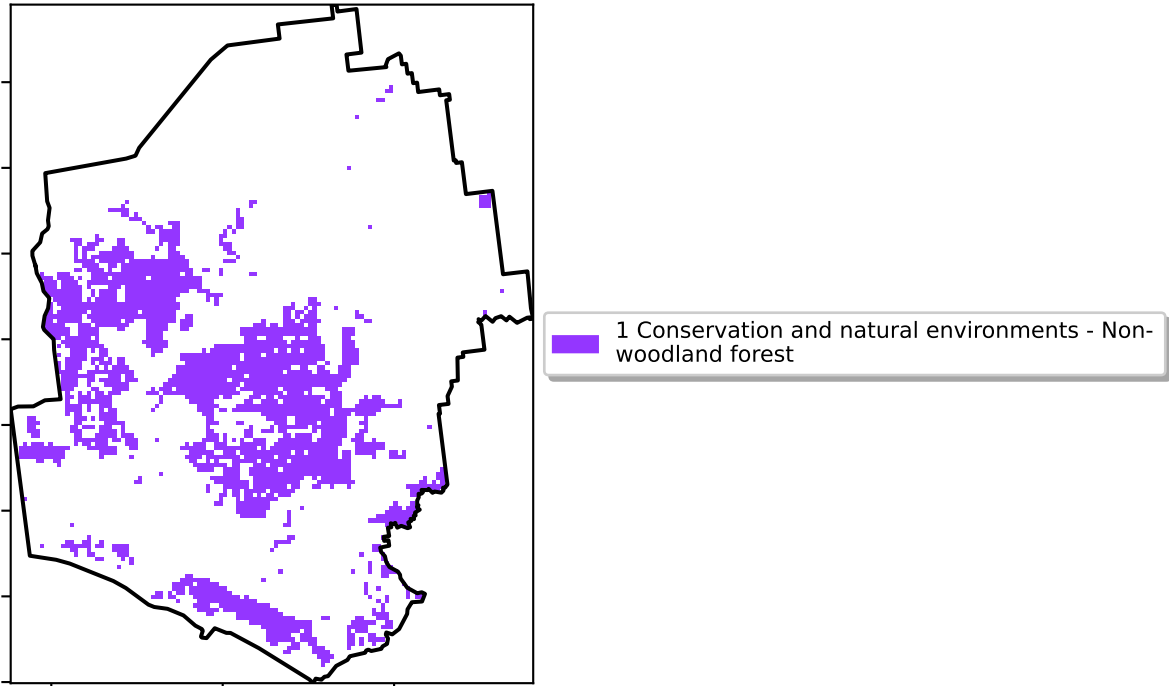 1 Conservation and natural environments - Non-
woodland forest